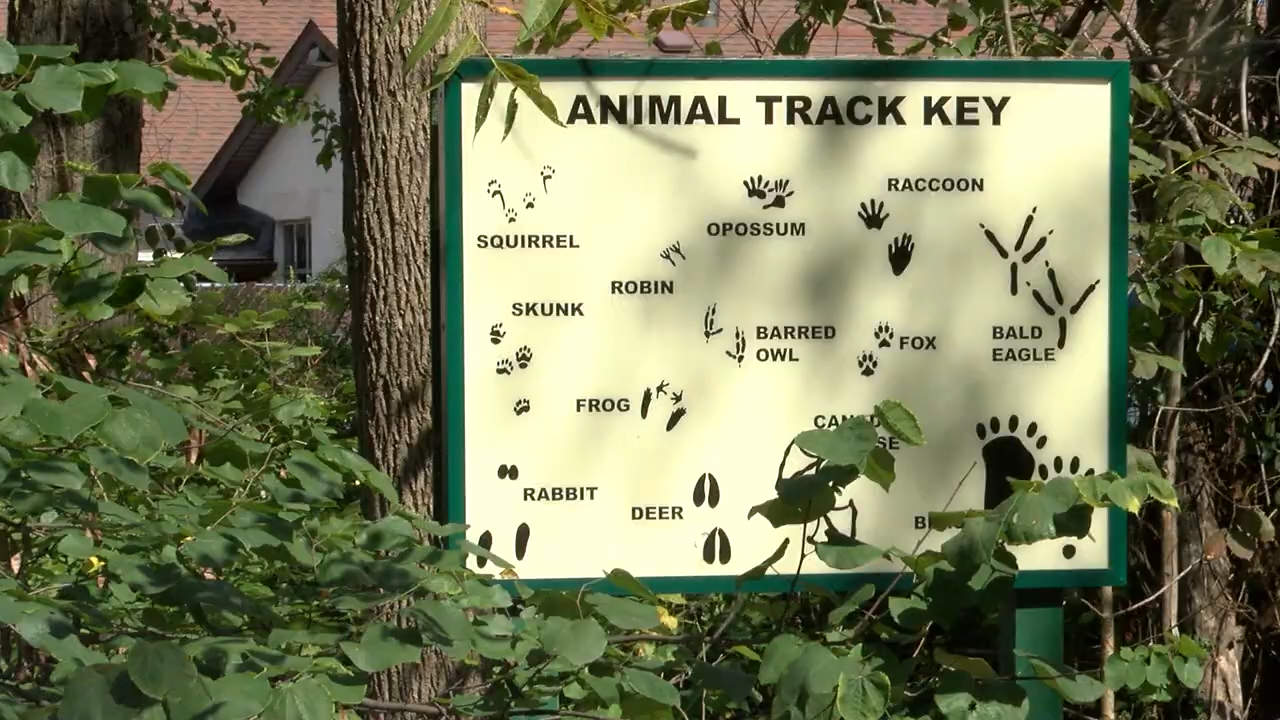 ANIMAL TRACK KEY
RACCOON
OPOSSUM
SQUIRREL
ROBIN
SKUNK
BARRED
OWL
FOX
BALD
EAGLE
FROG
RABBIT
DEER